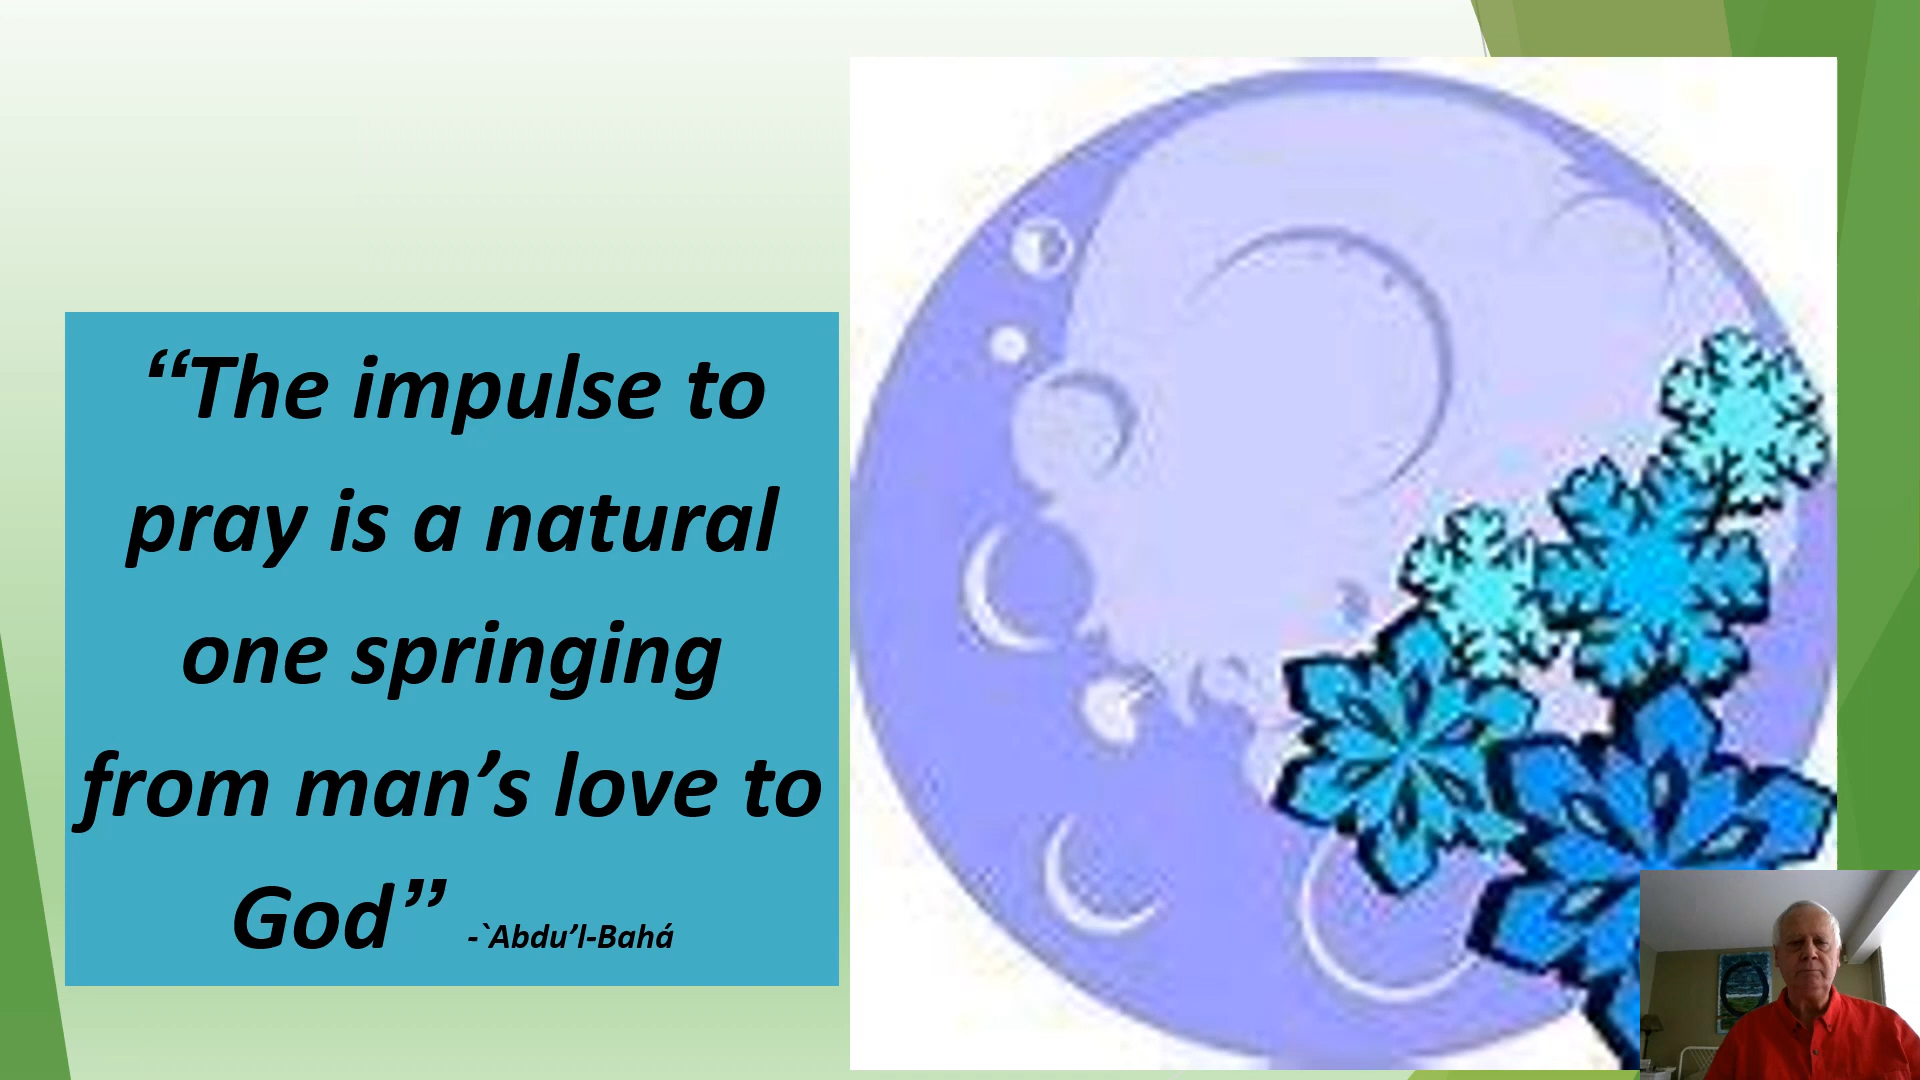 “The impulse to
pray is a natural
one springing
from man’s love to
God” -`Abdu’l-Bahá